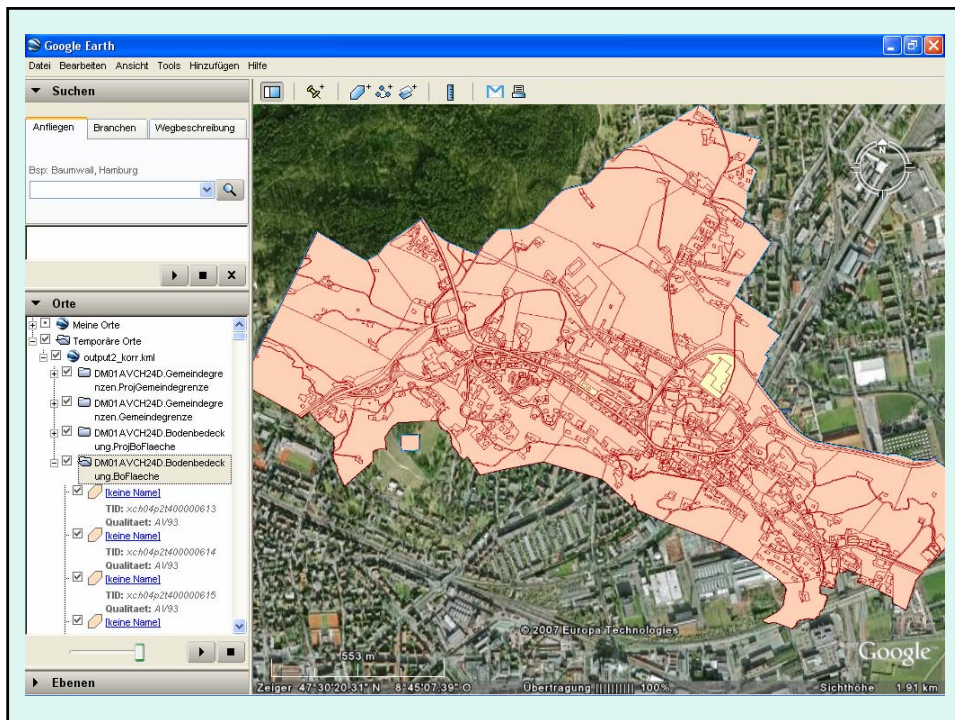 Google Earth
Datei Bearbeiten Ansicht Tools Hinzufügen Hilfe
Suchen
Anfliegen Branchen Wegbeschreibung
Bsp: Baumwall, Hamburg
Orte
Meine Orte
Temporäre Orte
output2_korr.kml
DM01AVCH24D.Gemeindegre
nzen.ProjGemeindegrenze
DM01AVCH24D.Gemeindegre
nzen.Gemeindegrenze
DM01AVCH24D.Bodenbedeck
ung.ProjBoFlaeche
DM01AVCH24D.Bodenbedeck
ung.BoFlaeche
[keine Name]
TID: xch04p2t400000613
Qualitaet: AV93
[keine Name]
TID: xch04p2t400000614
Qualitaet: AV93
[keine Name]
TID: xch04p2t400000615
Qualitaet: AV93
[keine Name]
Ebenen
N
© 2007 Europa Technologies
Google
553 m
Zeiger 47°30'20.31" N 8°45'07.39" O Übertragung |||||||||| 100% Sichthöhe 1.91 km